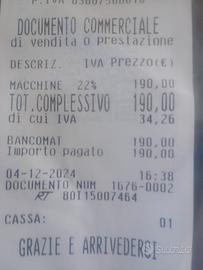 DOCUMENTO COMMERCIALE
di vendita o prestazione
DESCRIZ. IVA Prezzo(€)
MACCHINE 22% 190,00
TOT.COMPLESSIVO 190,00
di cui IVA 34,26
BANCOMAT 190,00
Importo pagato 190,00
04-12-2024 16:38
DOCUMENTO NUM 1676-0002
RT 80I15007464
CASSA: 01
GRAZIE E ARRIVEDERCI